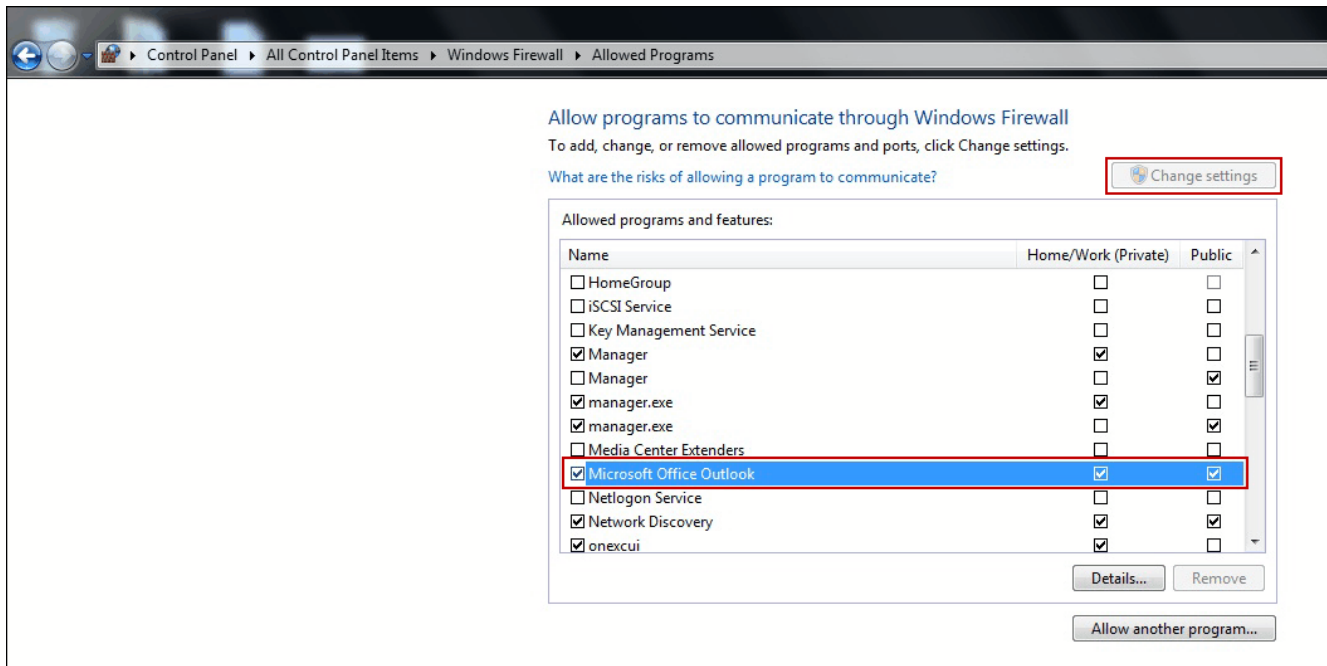 Control Panel ▸ All Control Panel Items ▸ Windows Firewall ▸ Allowed Programs
Allow programs to communicate through Windows Firewall
To add, change, or remove allowed programs and ports, click Change settings.
What are the risks of allowing a program to communicate?
Change settings
Allowed programs and features:
Name Home/Work (Private) Public
HomeGroup
iSCSI Service
Key Management Service
Manager
Manager
manager.exe
manager.exe
Media Center Extenders
Microsoft Office Outlook
Netlogon Service
Network Discovery
onexcui
Details... Remove
Allow another program...